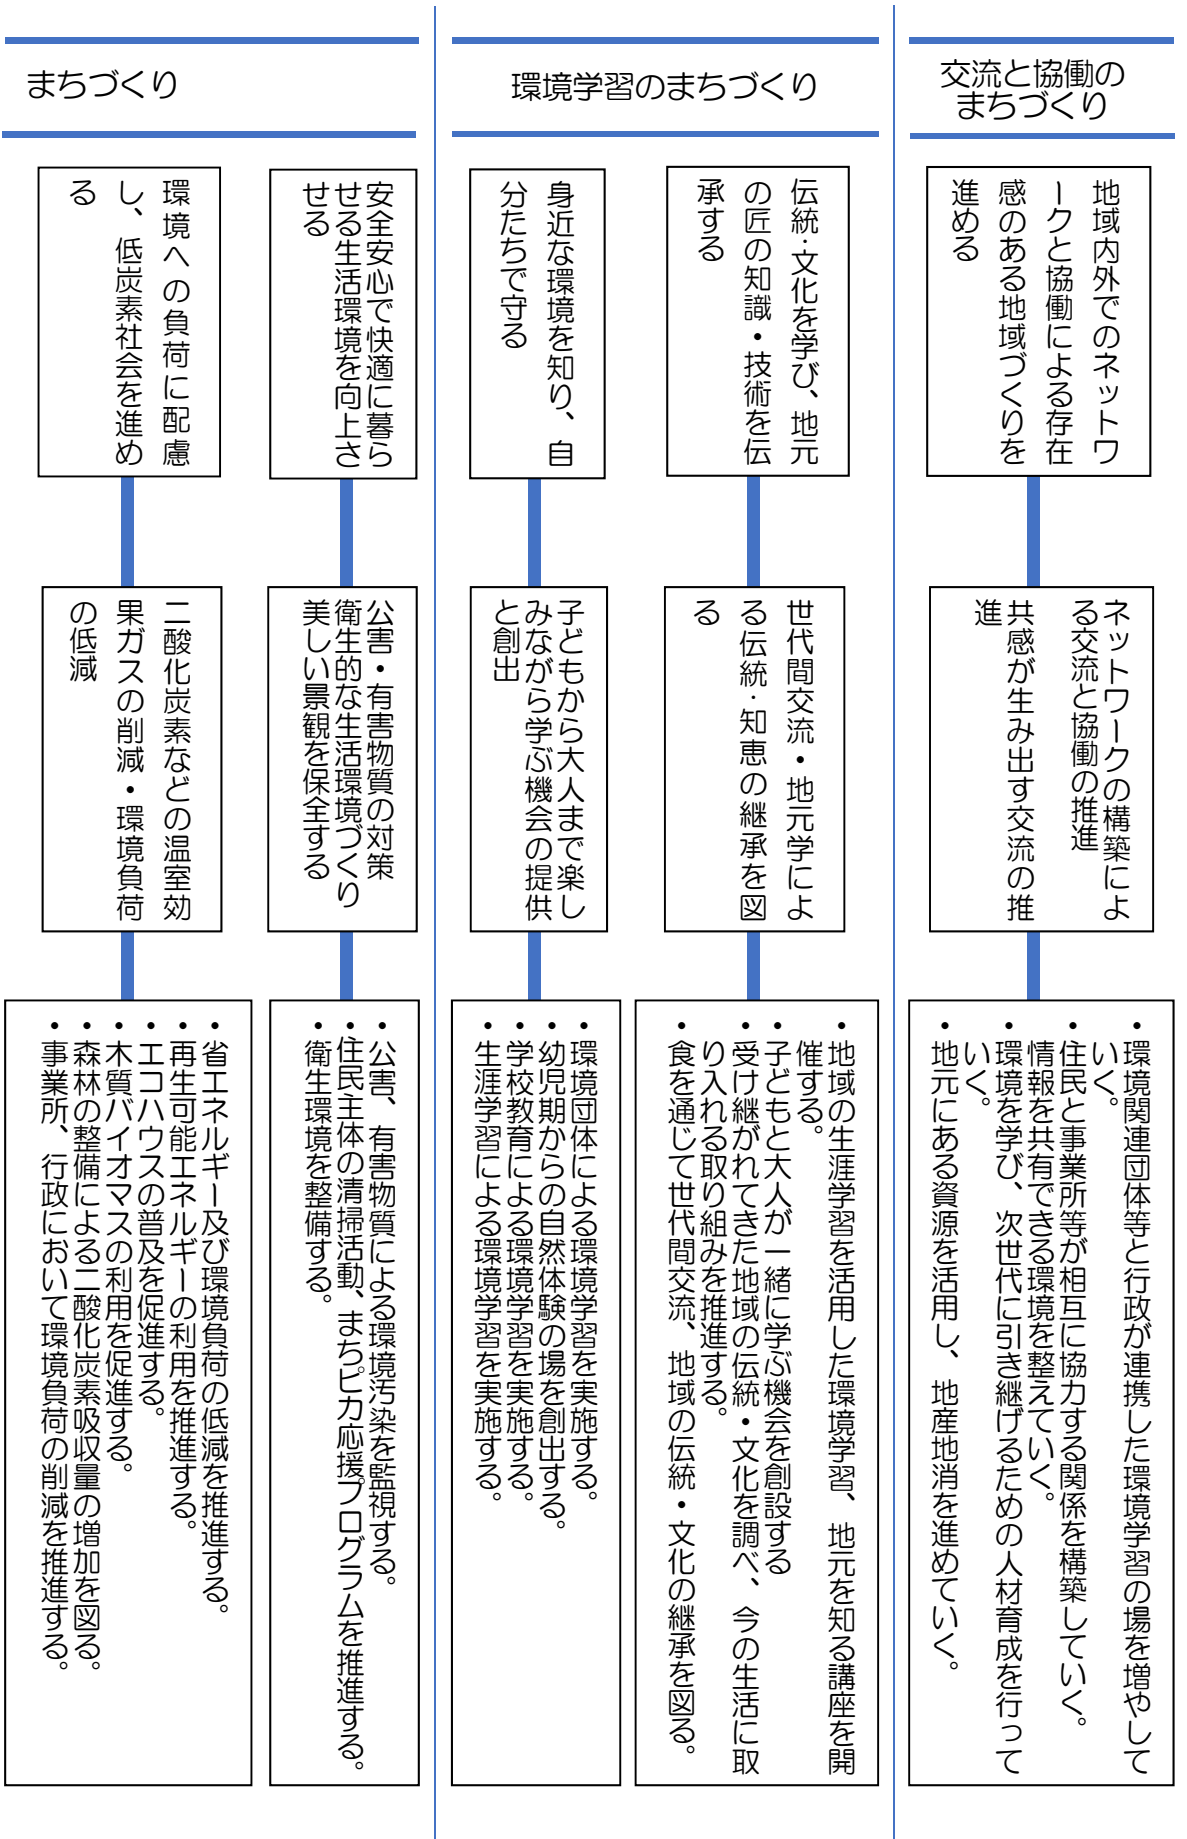 交流と協働の
まちづくり
地域内外でのネットワ
ークと協働による存在
感のある地域づくりを
進める
ネットワークの構築によ
る交流と協働の推進
共感が生み出す交流の推
進
・環境関連団体等と行政が連携した環境学習の場を増やして
いく。
・住民と事業所等が相互に協力する関係を構築していく。
情報を共有できる環境を整えていく。
・環境を学び、次世代に引き継げるための人材育成を行って
いく。
・地元にある資源を活用し、地産地消を進めていく。
環境学習のまちづくり
伝統・文化を学び、地元
の匠の知識・技術を伝
承する
世代間交流・地元学によ
る伝統・知恵の継承を図
る
・地域の生涯学習を活用した環境学習、地元を知る講座を開
催する。
・子どもと大人が一緒に学ぶ機会を創設する
・受け継がれてきた地域の伝統・文化を調べ、今の生活に取
り入れる取り組みを推進する。
・食を通じて世代間交流、地域の伝統・文化の継承を図る。
身近な環境を知り、自
分たちで守る
子どもから大人まで楽し
みながら学ぶ機会の提供
と創出
・環境団体による環境学習を実施する。
・幼児期からの自然体験の場を創出する。
・学校教育による環境学習を実施する。
・生涯学習による環境学習を実施する。
まちづくり
安全安心で快適に暮ら
せる生活環境を向上さ
せる
公害・有害物質の対策
衛生的な生活環境づくり
美しい景観を保全する
・公害、有害物質による環境汚染を監視する。
・住民主体の清掃活動、まちピカ応援プログラムを推進する。
・衛生環境を整備する。
環境への負荷に配慮
し、低炭素社会を進め
る
二酸化炭素などの温室効
果ガスの削減・環境負荷
の低減
・省エネルギー及び環境負荷の低減を推進する。
・再生可能エネルギーの利用を推進する。
・エコハウスの普及を促進する。
・木質バイオマスの利用を促進する。
・森林の整備による二酸化炭素吸収量の増加を図る。
・事業所、行政において環境負荷の削減を推進する。